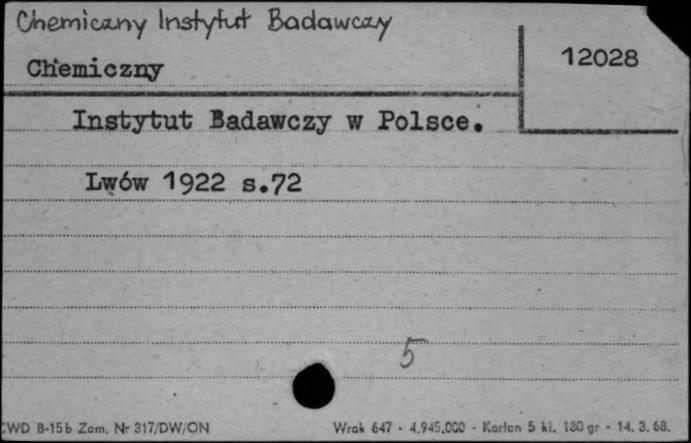 Chemiczny Instytut Badawczy
12028
Chemiczny
Instytut Badawczy w Polsce.
Lwów 1922 s.72
5
CWD B-15b Zam. Nr 317/DW/ON
Wrak 647 - 4.945.000 - Karton 5 kl. 180 gr - 14. 3. 68.